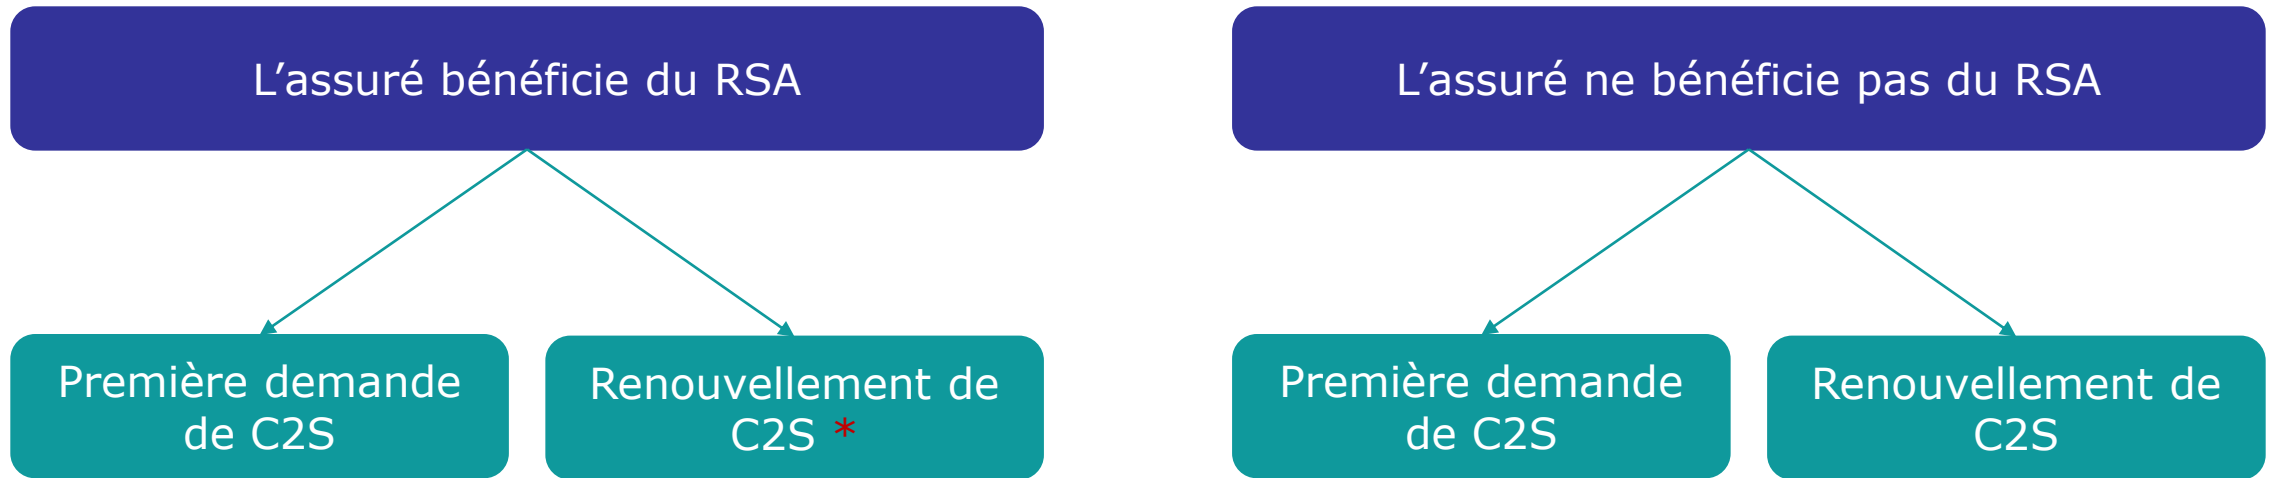 L’assuré bénéficie du RSA
L’assuré ne bénéficie pas du RSA
Première demande
de C2S
Renouvellement de
C2S *
Première demande
de C2S
Renouvellement de
C2S